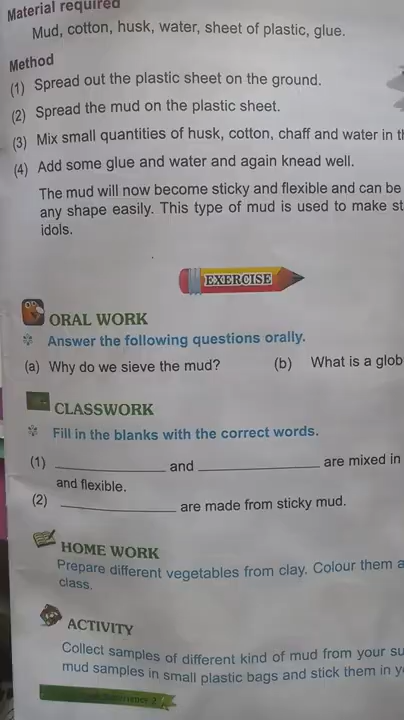 Material required
Mud, cotton, husk, water, sheet of plastic, glue.
Method
(1) Spread out the plastic sheet on the ground.
(2) Spread the mud on the plastic sheet.
(3) Mix small quantities of husk, cotton, chaff and water in th
(4) Add some glue and water and again knead well.
The mud will now become sticky and flexible and can be
any shape easily. This type of mud is used to make st
idols.
EXERCISE
ORAL WORK
Answer the following questions orally.
(a) Why do we sieve the mud? (b) What is a glob
CLASSWORK
Fill in the blanks with the correct words.
(1) ____________ and ____________ are mixed in
and flexible.
(2) ____________ are made from sticky mud.
HOME WORK
Prepare different vegetables from clay. Colour them a
class.
ACTIVITY
Collect samples of different kind of mud from your su
mud samples in small plastic bags and stick them in y